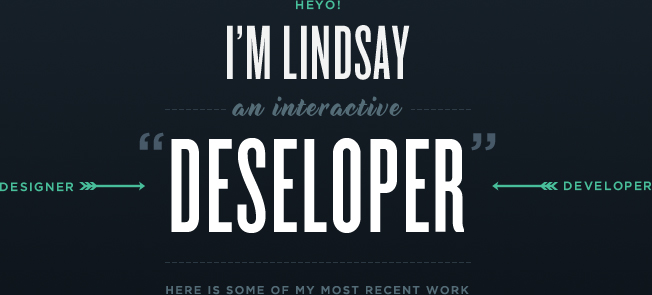 HEYO!
I'M LINDSAY
an interactive
“DESELOPER”
DESIGNER
DEVELOPER
HERE IS SOME OF MY MOST RECENT WORK